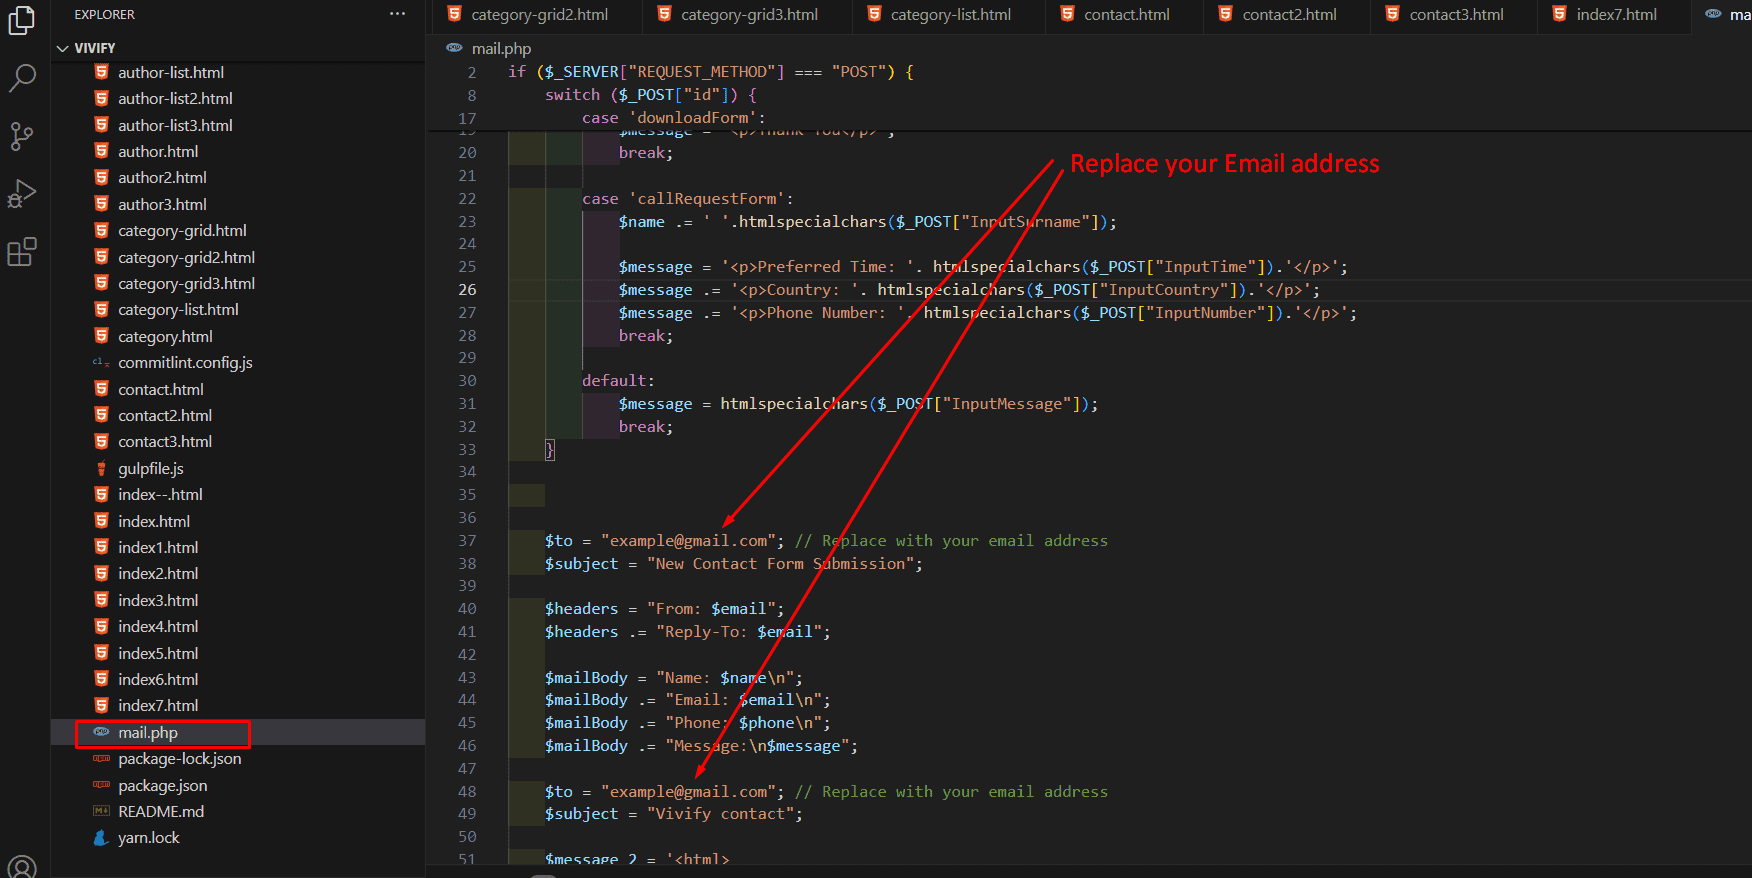 EXPLORER
···
VIVIFY
author-list.html
author-list2.html
author-list3.html
author.html
author2.html
author3.html
category-grid.html
category-grid2.html
category-grid3.html
category-list.html
category.html
commitlint.config.js
contact.html
contact2.html
contact3.html
gulpfile.js
index--.html
index.html
index1.html
index2.html
index3.html
index4.html
index5.html
index6.html
index7.html
mail.php
package-lock.json
package.json
README.md
yarn.lock
category-grid2.html category-grid3.html category-list.html contact.html contact2.html contact3.html index7.html ma
mail.php
2 if ($_SERVER["REQUEST_METHOD"] === "POST") {
8 switch ($_POST["id"]) {
17 case 'downloadForm':
19 $message = '<p>Thank You</p>';
20 break;
21
22 case 'callRequestForm':
23 $name .= ' '.htmlspecialchars($_POST["InputSurname"]);
24
25 $message = '<p>Preferred Time: '. htmlspecialchars($_POST["InputTime"]).'</p>';
26 $message .= '<p>Country: '. htmlspecialchars($_POST["InputCountry"]).'</p>';
27 $message .= '<p>Phone Number: '. htmlspecialchars($_POST["InputNumber"]).'</p>';
28 break;
29
30 default:
31 $message = htmlspecialchars($_POST["InputMessage"]);
32 break;
33 }
34
35
36
37 $to = "example@gmail.com"; // Replace with your email address
38 $subject = "New Contact Form Submission";
39
40 $headers = "From: $email";
41 $headers .= "Reply-To: $email";
42
43 $mailBody = "Name: $name\n";
44 $mailBody .= "Email: $email\n";
45 $mailBody .= "Phone: $phone\n";
46 $mailBody .= "Message:\n$message";
47
48 $to = "example@gmail.com"; // Replace with your email address
49 $subject = "Vivify contact";
50
51 $message_2 = '<html>
Replace your Email address